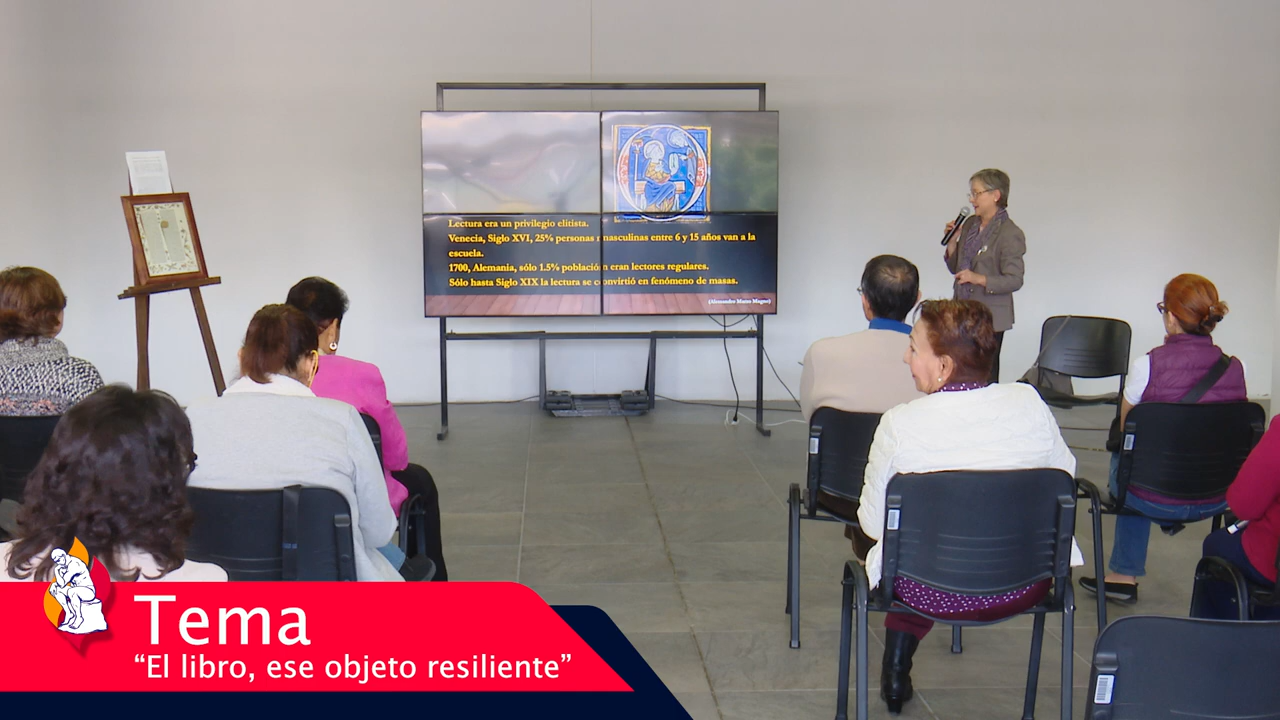 Lectura era un privilegio elitista.
Venecia, Siglo XVI, 25% personas masculinas entre 6 y 15 años van a la
escuela.
1700, Alemania, sólo 1.5% población eran lectores regulares.
Sólo hasta Siglo XIX la lectura se convirtió en fenómeno de masas.
(Alessandro Marzo Magno)
Tema
“El libro, ese objeto resiliente”